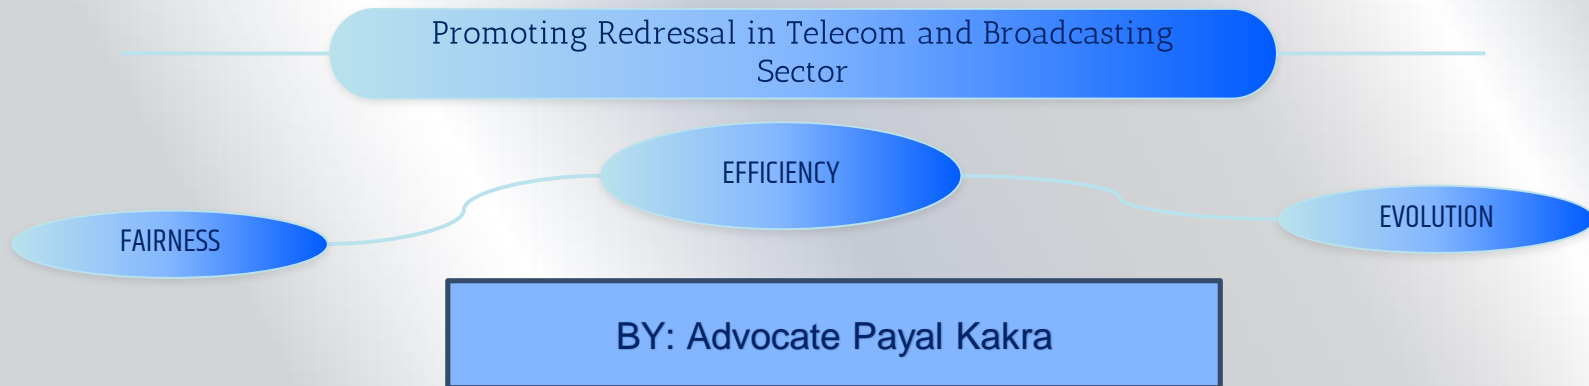 Promoting Redressal in Telecom and Broadcasting
Sector
EFFICIENCY
FAIRNESS
EVOLUTION
BY: Advocate Payal Kakra